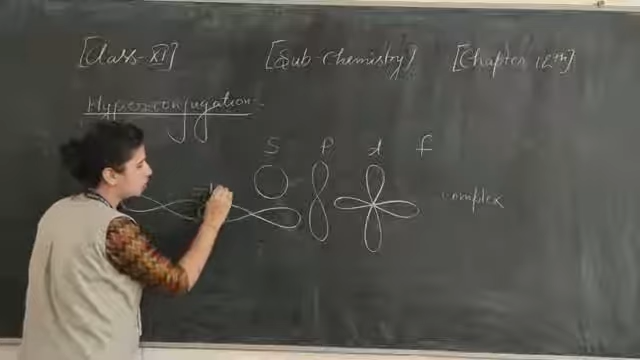 [Class-XI] [Sub-Chemistry] [Chapter 12th]
Hyperconjugation.
S P d f
complex